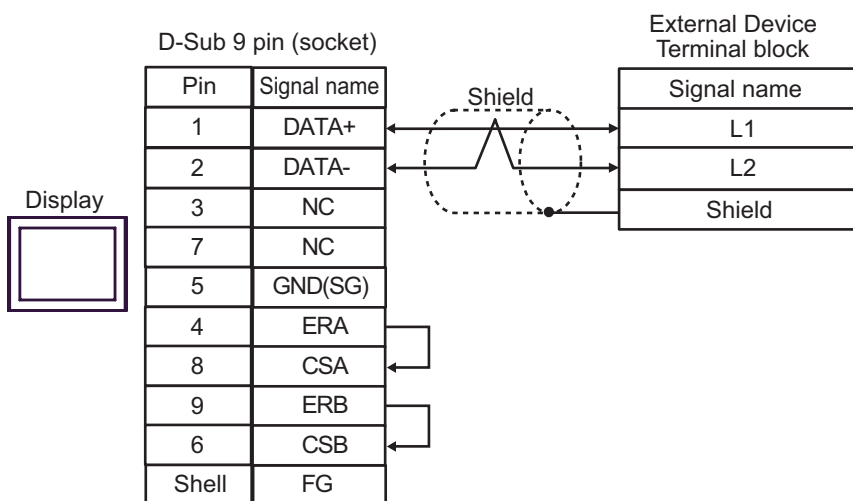 D-Sub 9 pin (socket)
External Device
Terminal block
Pin Signal name
Shield
Signal name
1 DATA+
L1
2 DATA-
L2
Display
3 NC
Shield
7 NC
5 GND(SG)
4 ERA
8 CSA
9 ERB
6 CSB
Shell FG